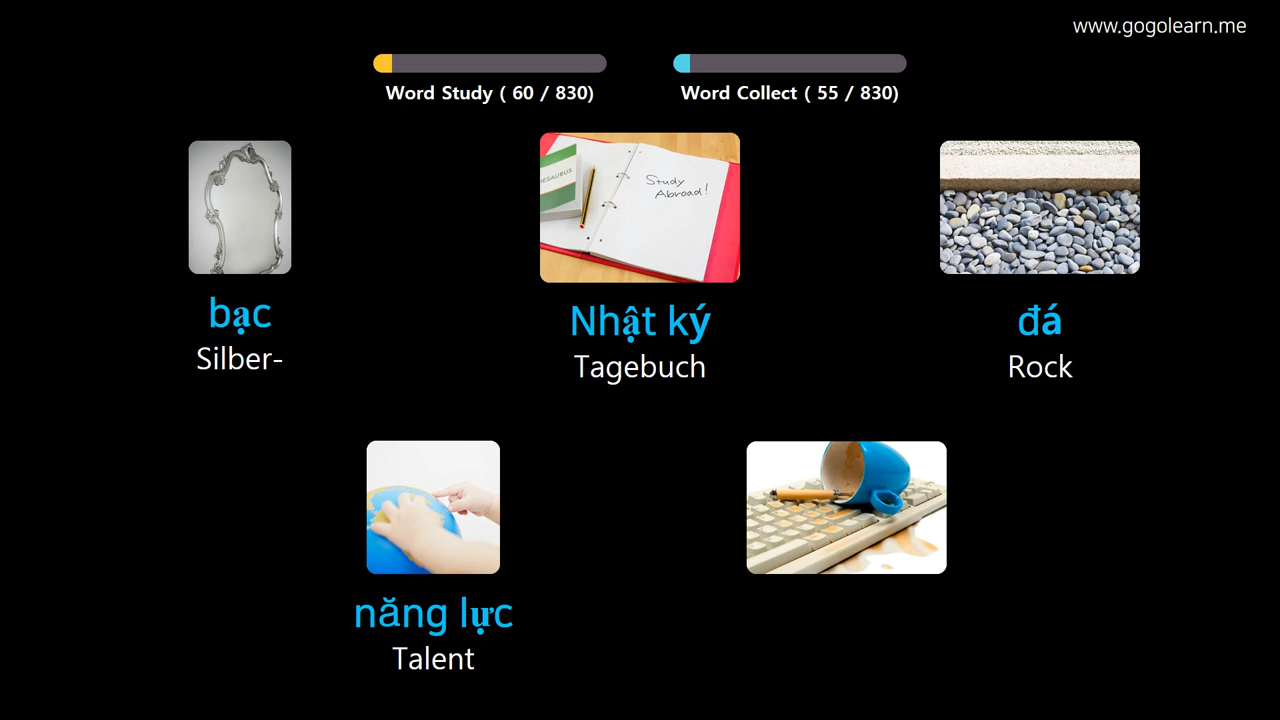 www.gogolearn.me
Word Study ( 60 / 830)
Word Collect ( 55 / 830)
ESAURUS
Study
Abroad!
bạc
Silber-
Nhật ký
Tagebuch
đá
Rock
năng lực
Talent